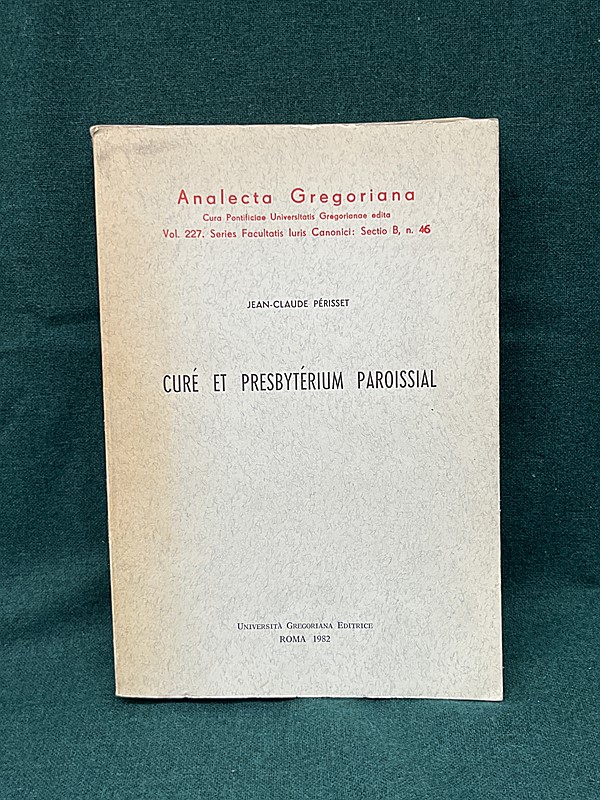 Analecta Gregoriana
Cura Pontificiae Universitatis Gregorianae edita
Vol. 227. Series Facultatis Iuris Canonici: Sectio B, n. 46
JEAN-CLAUDE PÉRISSET
CURÉ ET PRESBYTÉRIUM PAROISSIAL
UNIVERSITÀ GREGORIANA EDITRICE
ROMA 1982